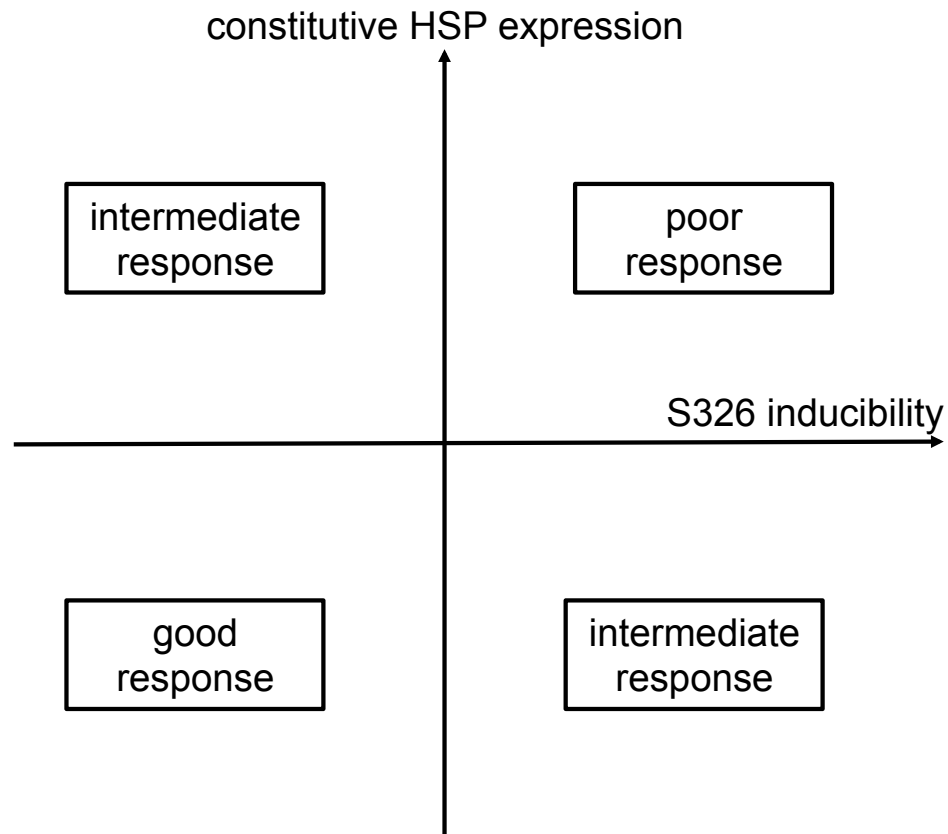 constitutive HSP expression
intermediate
response
poor
response
S326 inducibility
good
response
intermediate
response